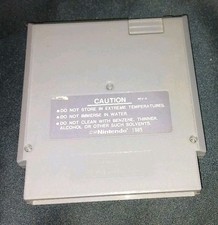 CAUTION
•DO NOT STORE IN EXTREME TEMPERATURES.
•DO NOT IMMERSE IN WATER.
•DO NOT CLEAN WITH BENZENE, THINNER,
ALCOHOL OR OTHER SUCH SOLVENTS.
Nintendo 1985